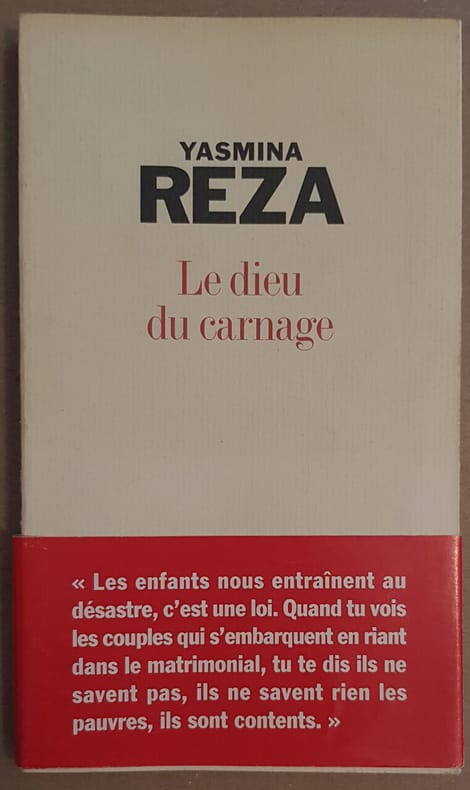 YASMINA
REZA
Le dieu
du carnage
« Les enfants nous entraînent au
désastre, c'est une loi. Quand tu vois
les couples qui s'embarquent en riant
dans le matrimonial, tu te dis ils ne
savent pas, ils ne savent rien les
pauvres, ils sont contents. »